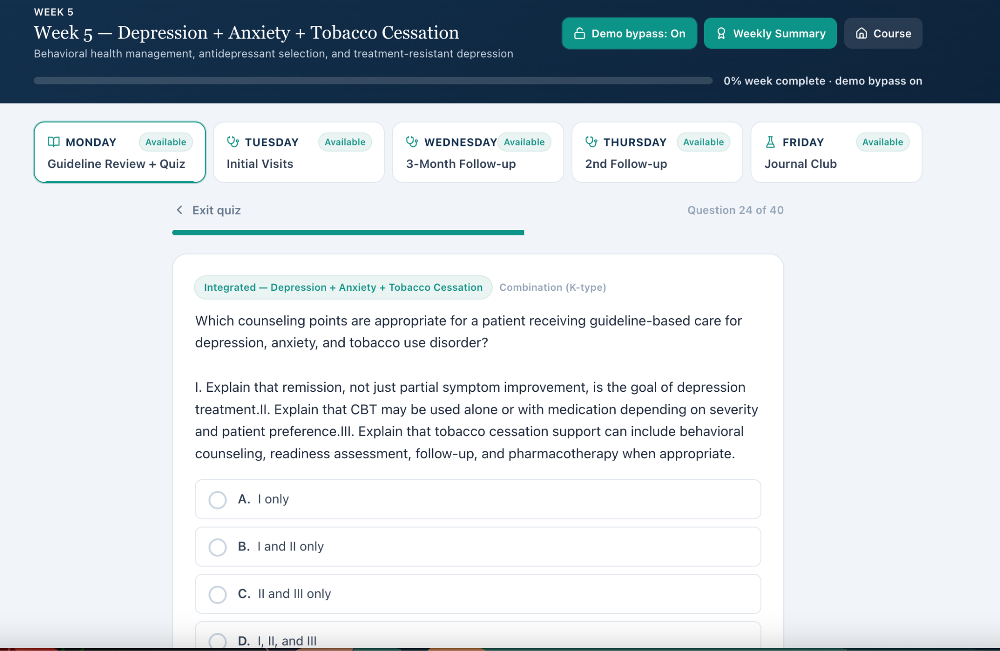 WEEK 5
Week 5 — Depression + Anxiety + Tobacco Cessation
Behavioral health management, antidepressant selection, and treatment-resistant depression
Demo bypass: On
Weekly Summary
Course
0% week complete · demo bypass on
MONDAY Available
Guideline Review + Quiz
TUESDAY Available
Initial Visits
WEDNESDAY Available
3-Month Follow-up
THURSDAY Available
2nd Follow-up
FRIDAY Available
Journal Club
Exit quiz
Question 24 of 40
Integrated — Depression + Anxiety + Tobacco Cessation Combination (K-type)
Which counseling points are appropriate for a patient receiving guideline-based care for
depression, anxiety, and tobacco use disorder?
I. Explain that remission, not just partial symptom improvement, is the goal of depression
treatment.II. Explain that CBT may be used alone or with medication depending on severity
and patient preference.III. Explain that tobacco cessation support can include behavioral
counseling, readiness assessment, follow-up, and pharmacotherapy when appropriate.
A. I only
B. I and II only
C. II and III only
D. I, II, and III